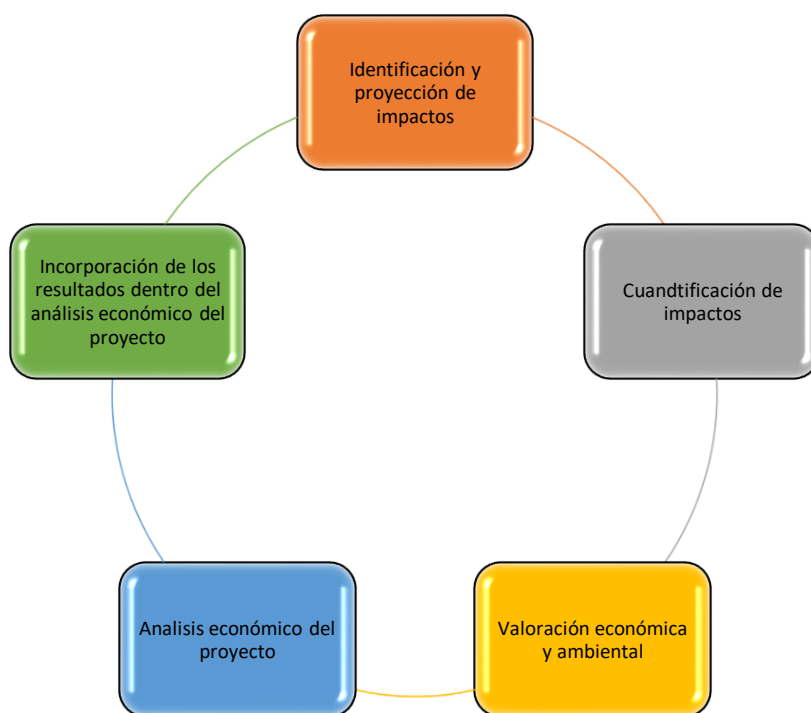 Identificación y
proyección de
impactos
Cuandtificación de
impactos
Valoración económica
y ambiental
Analisis económico del
proyecto
Incorporación de los
resultados dentro del
análisis económico del
proyecto